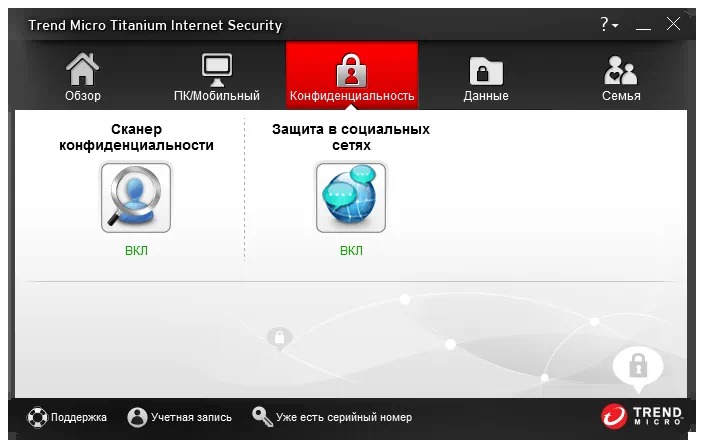 Trend Micro Titanium Internet Security
?
Обзор
ПК/Мобильный
Конфиденциальность
Данные
Семья
Сканер
конфиденциальности
ВКЛ
Защита в социальных
сетях
ВКЛ
Поддержка
Учетная запись
Уже есть серийный номер
TREND
MICRO™